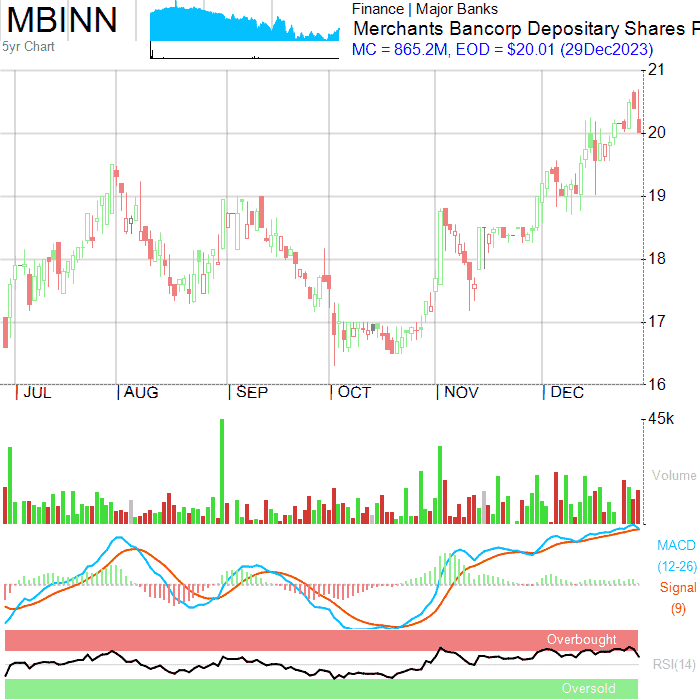 MBINN
5yr Chart
Finance | Major Banks
Merchants Bancorp Depositary Shares P
MC = 865.2M, EOD = $20.01 (29Dec2023)
21
20
19
18
17
16
JUL AUG SEP OCT NOV DEC
45k
Volume
MACD
(12-26)
Signal
(9)
Overbought
RSI(14)
Oversold